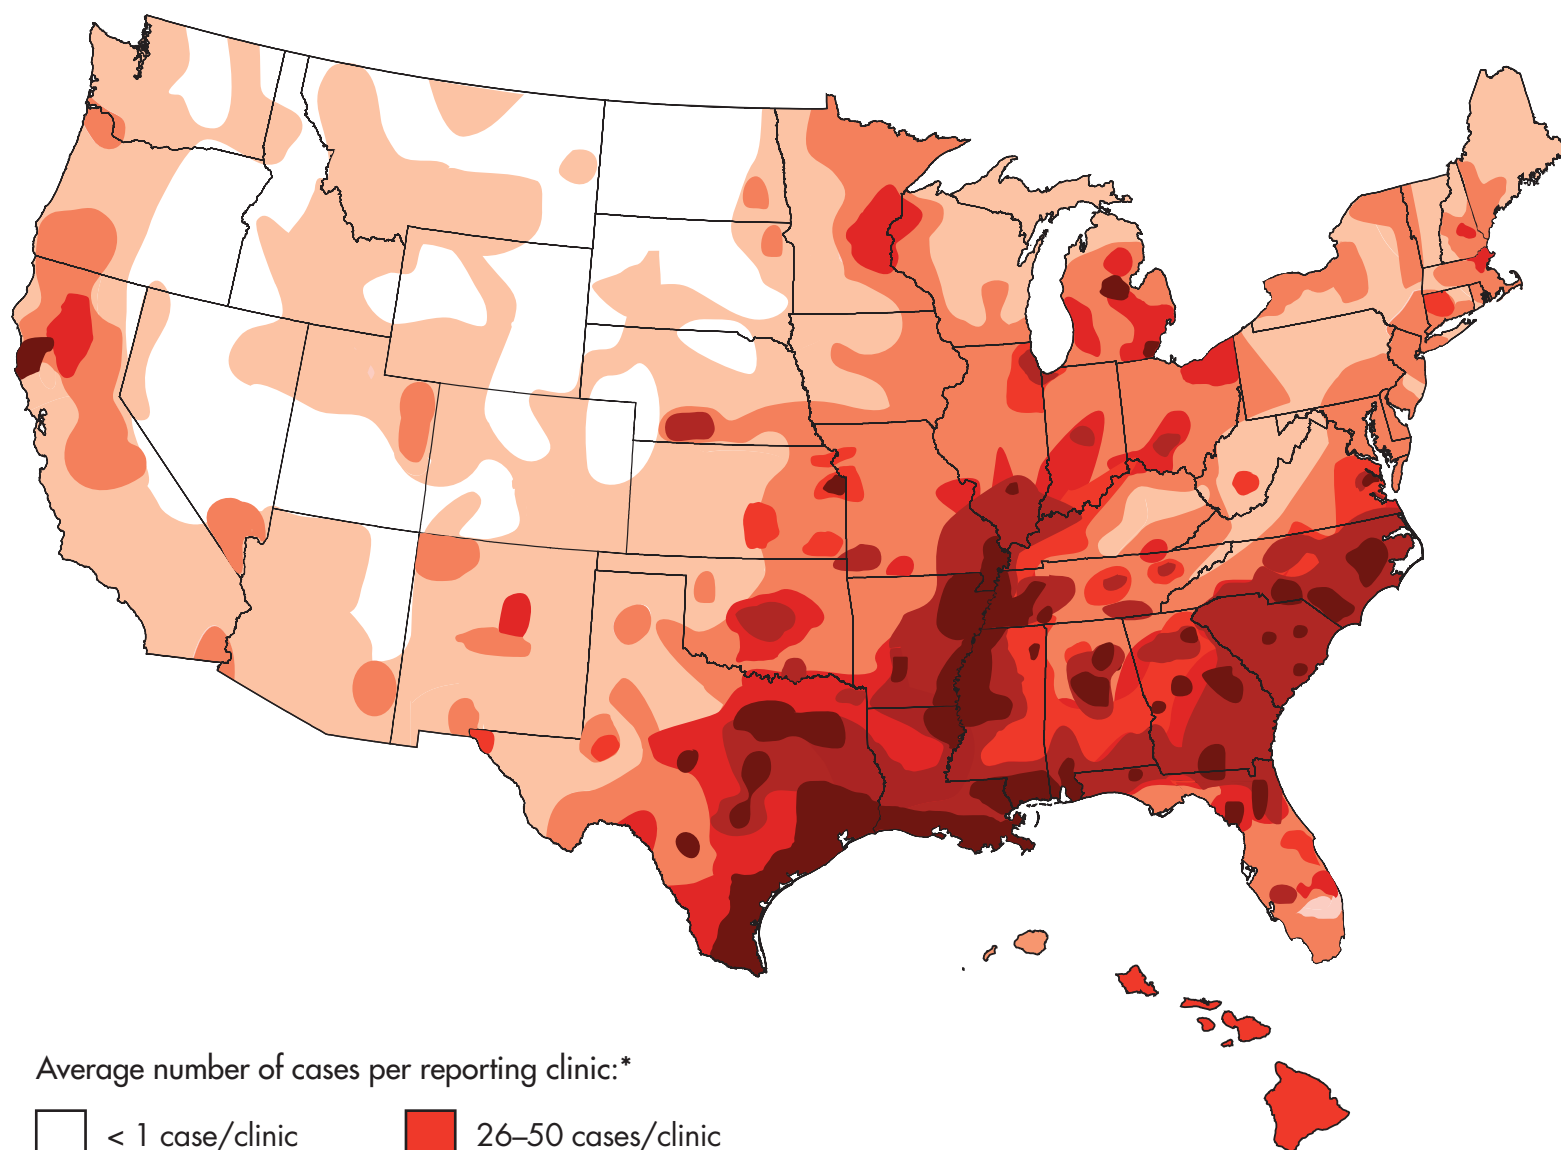 Average number of cases per reporting clinic:*
< 1 case/clinic
26–50 cases/clinic